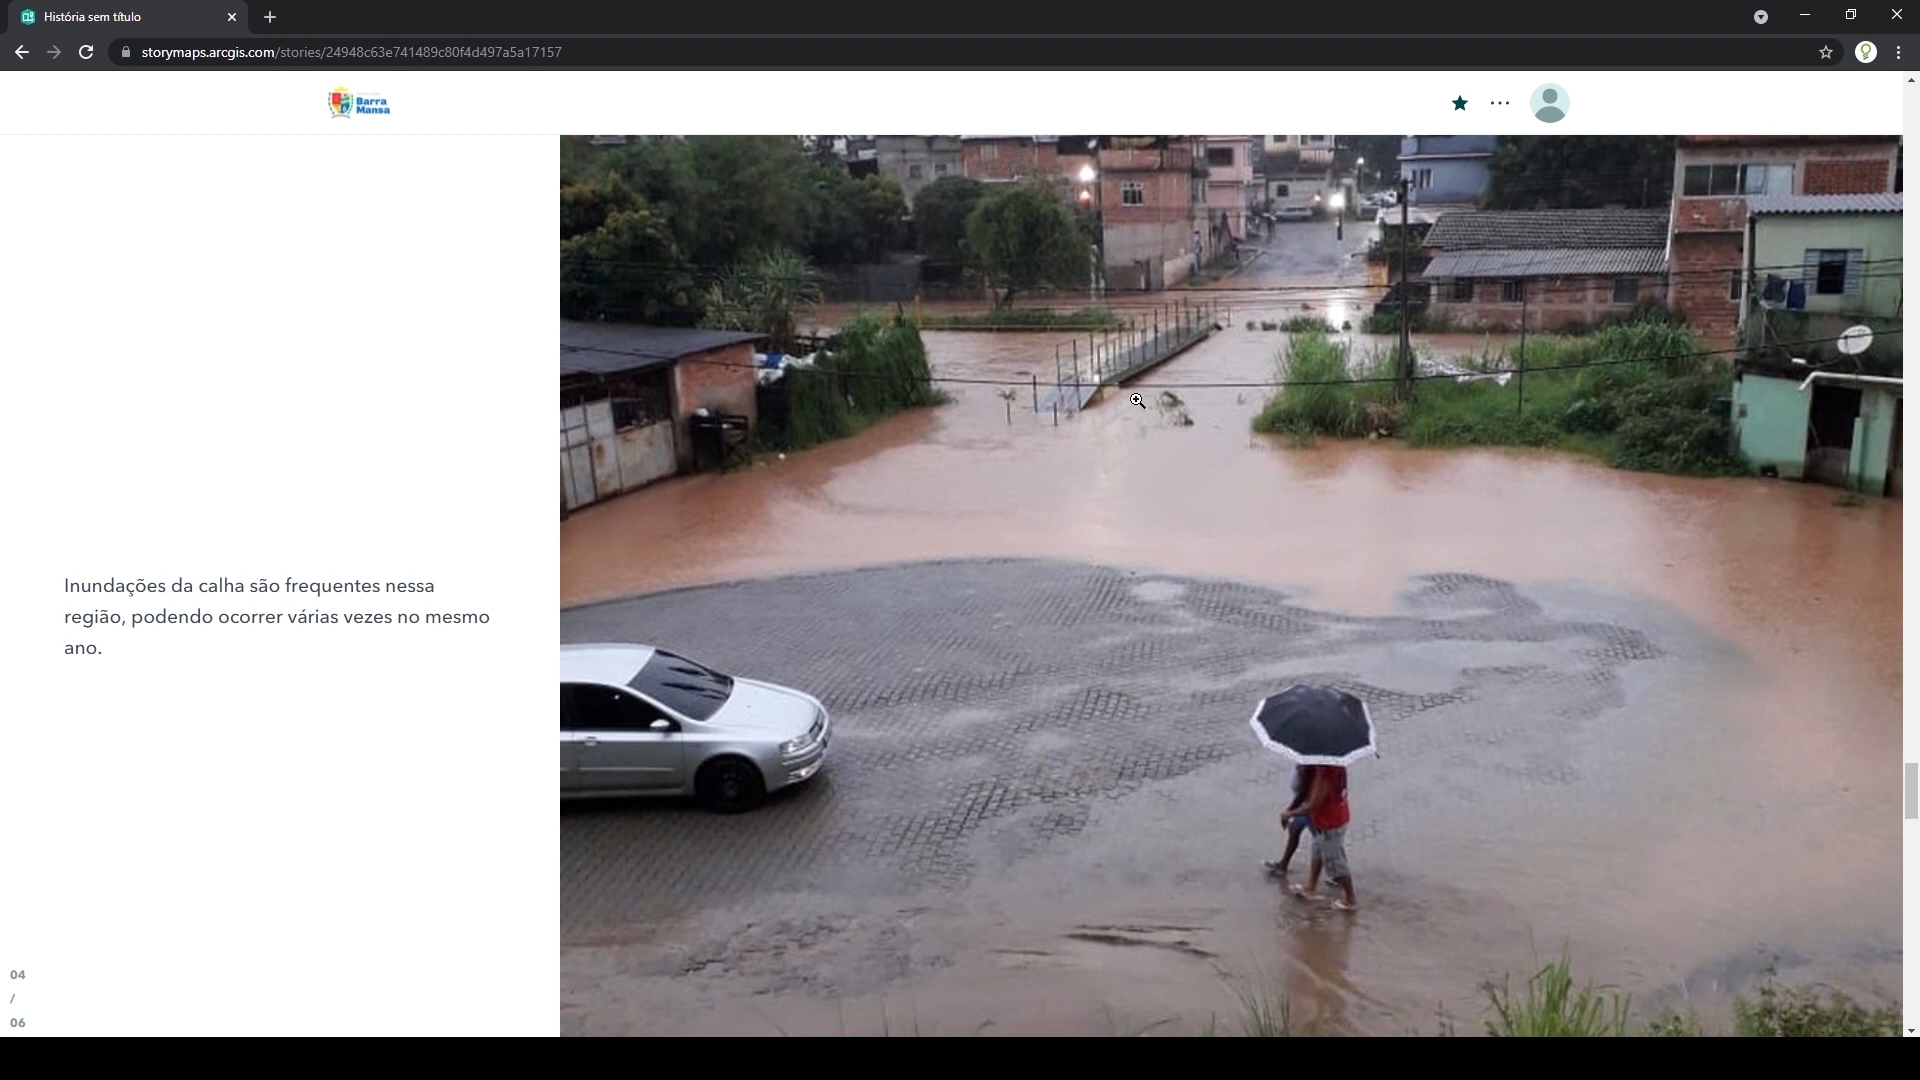 História sem título
storymaps.arcgis.com/stories/24948c63e741489c80f4d497a5a17157
Barra
Mansa
Inundações da calha são frequentes nessa
região, podendo ocorrer várias vezes no mesmo
ano.
04
/
06